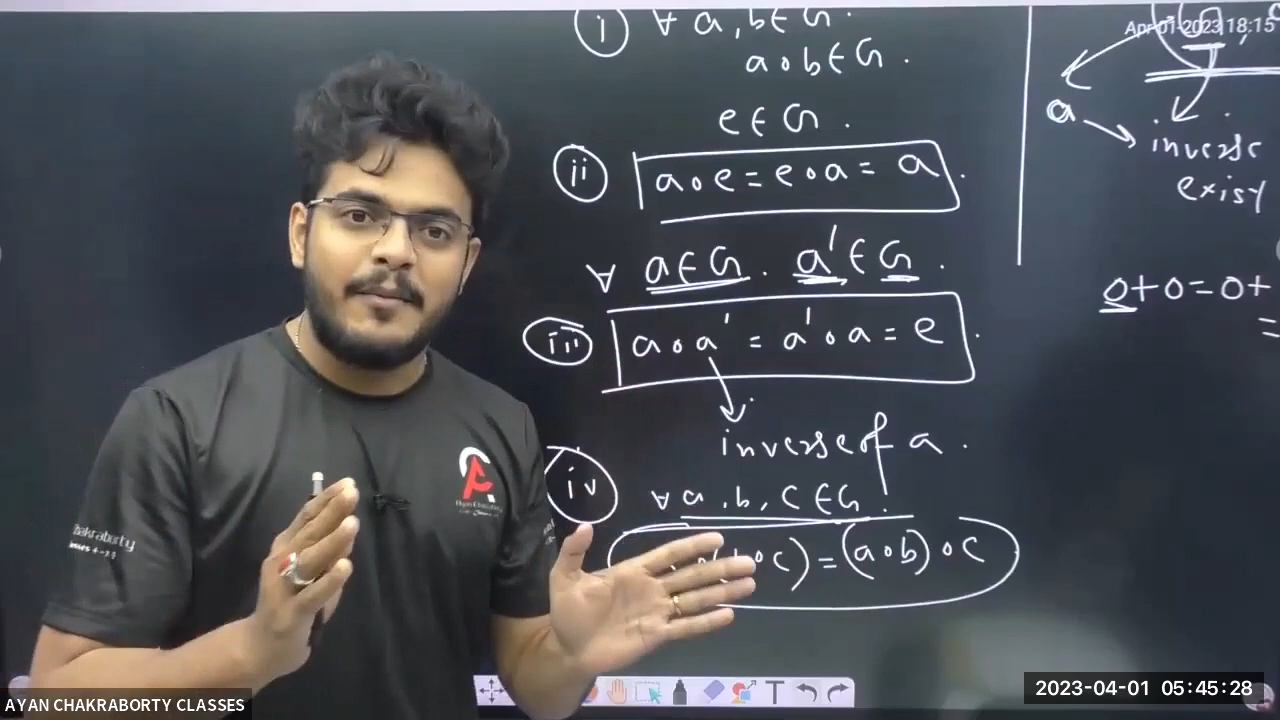 i) ∀ a, b ∈ G.
a o b ∈ G.
e ∈ G.
ii) a o e = e o a = a.
∀ a ∈ G. a' ∈ G.
iii) a o a' = a' o a = e.
inverse of a.
iv) ∀ a, b, c ∈ G.
o c) = (a o b) o c
Apr-01-2023 18:15
a
inverse
exist
0 + 0 = 0 +
=
Chakraborty
T
AYAN CHAKRABORTY CLASSES
2023-04-01 05:45:28